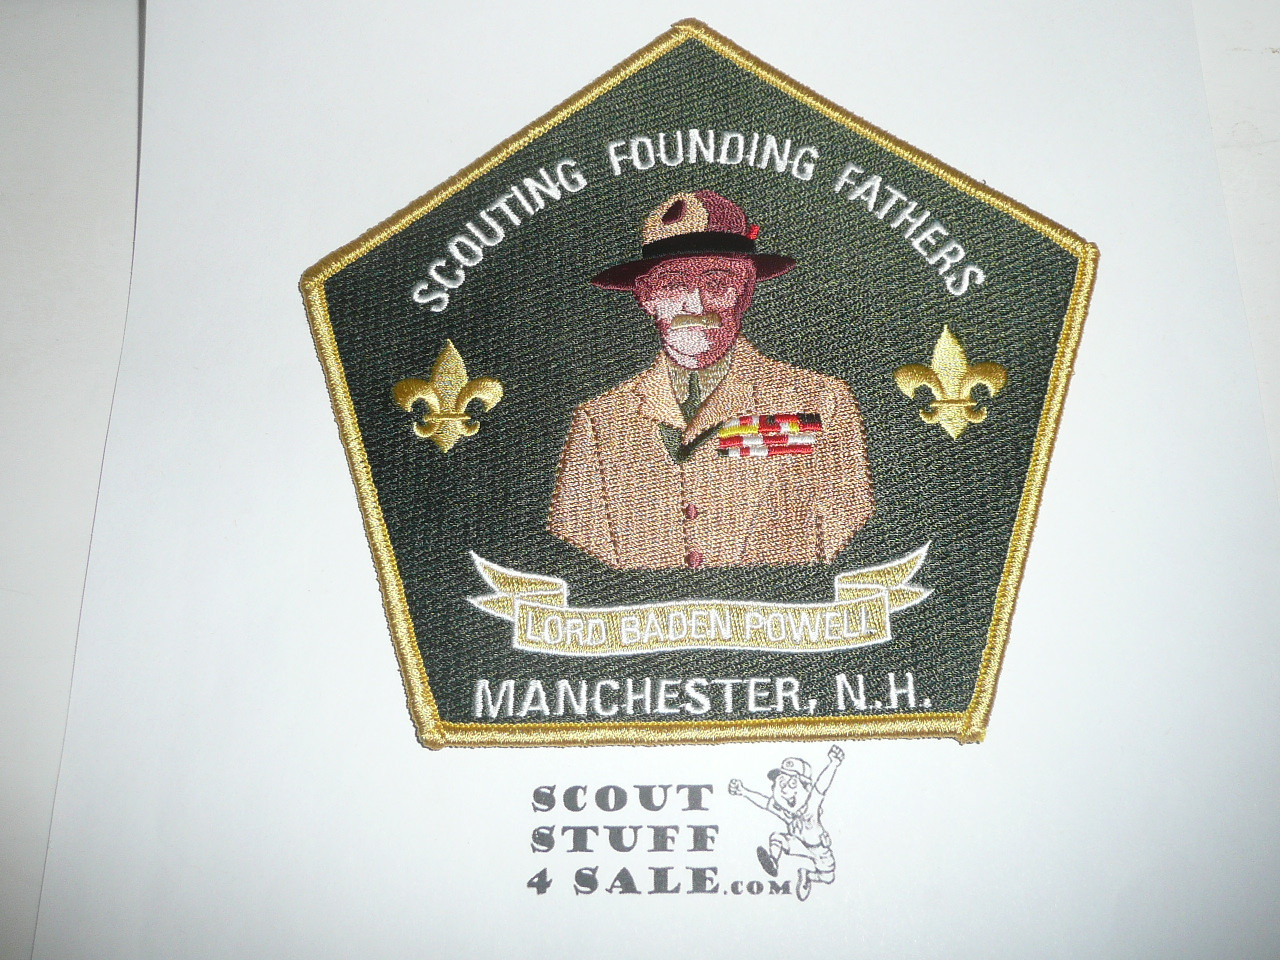 SCOUTING FOUNDING FATHERS
LORD BADEN POWELL
MANCHESTER, N.H.
SCOUT
STUFF
4 SALE.COM